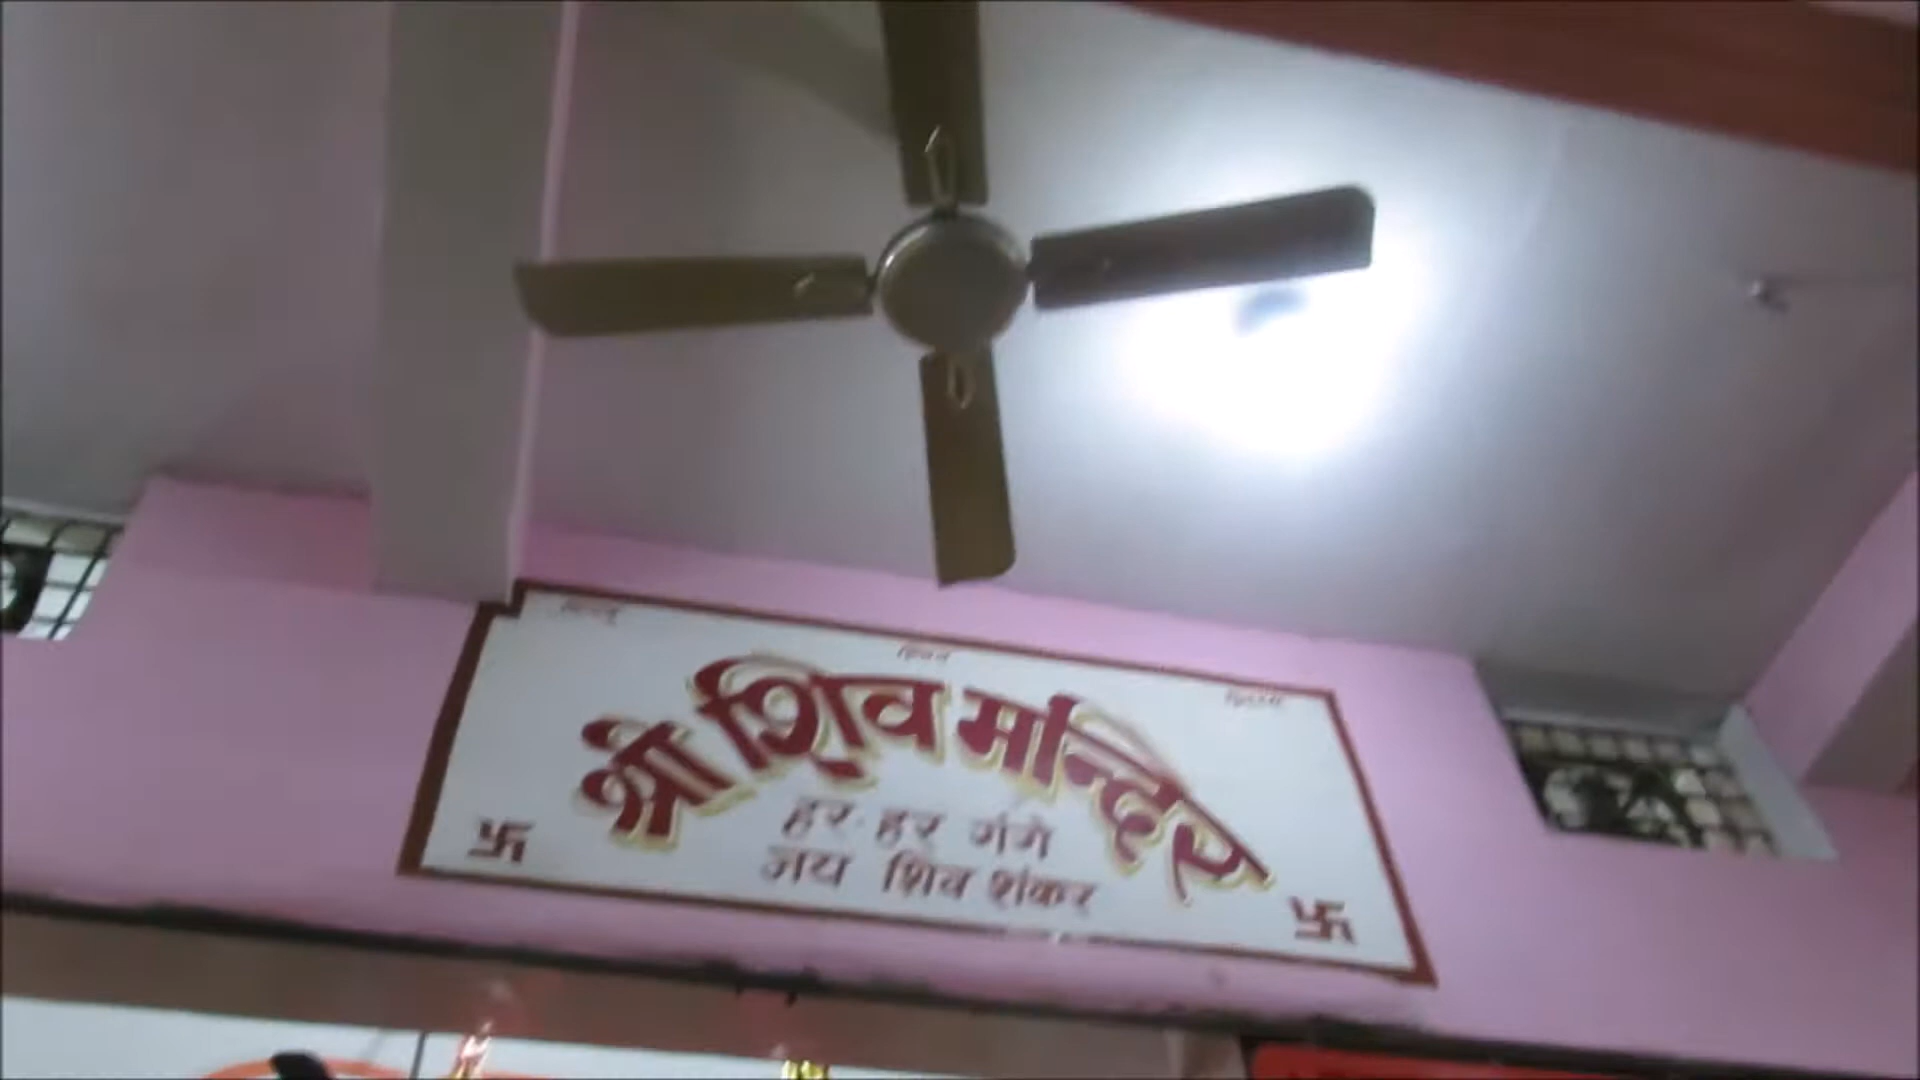 श्री शिव मन्दिर
हर हर गंगे
जय शिव शंकर